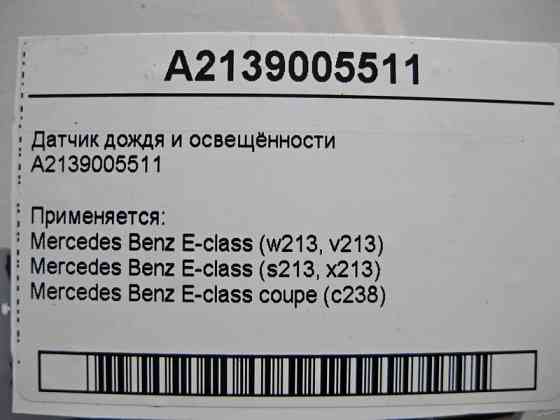 A2139005511
Датчик дождя и освещённости
A2139005511
Применяется:
Mercedes Benz E-class (w213, v213)
Mercedes Benz E-class (s213, x213)
Mercedes Benz E-class coupe (c238)